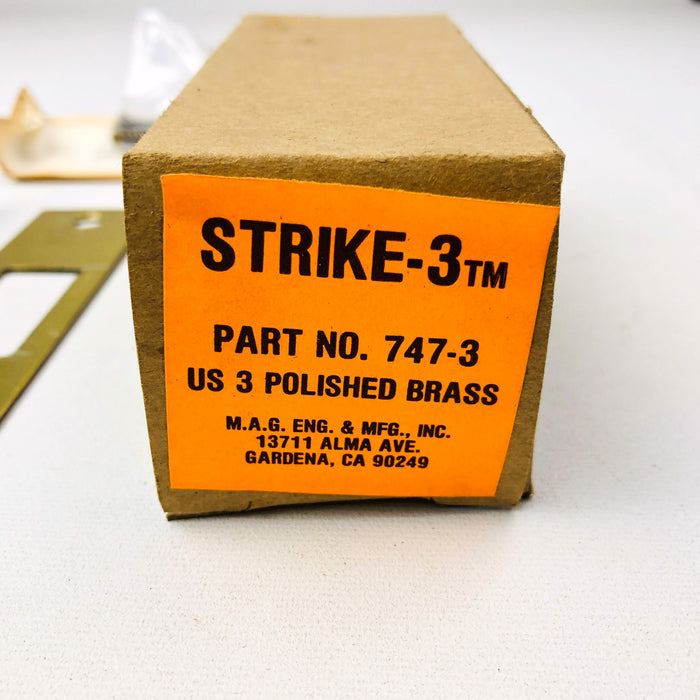 STRIKE-3TM
PART NO. 747-3
US 3 POLISHED BRASS
M.A.G. ENG. & MFG., INC.
13711 ALMA AVE.
GARDENA, CA 90249